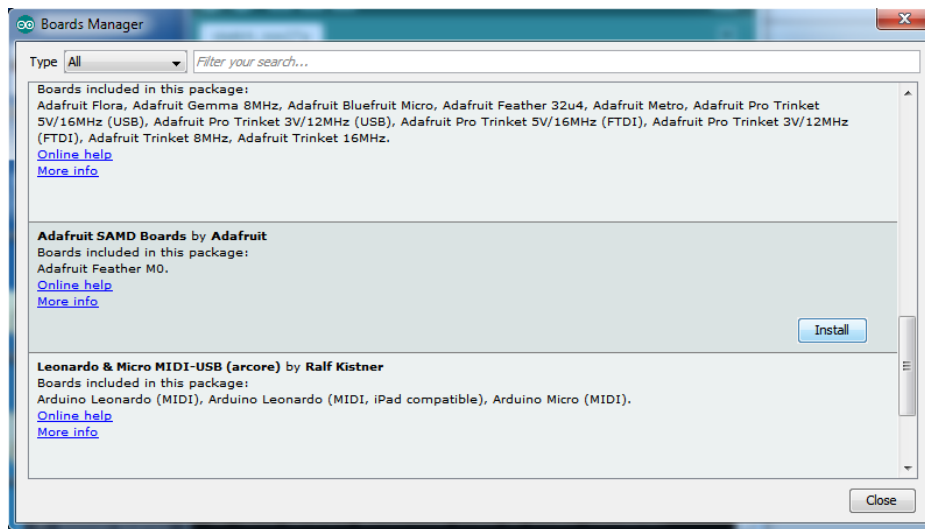 Boards Manager
Type All Filter your search...
Boards included in this package:
Adafruit Flora, Adafruit Gemma 8MHz, Adafruit Bluefruit Micro, Adafruit Feather 32u4, Adafruit Metro, Adafruit Pro Trinket
5V/16MHz (USB), Adafruit Pro Trinket 3V/12MHz (USB), Adafruit Pro Trinket 5V/16MHz (FTDI), Adafruit Pro Trinket 3V/12MHz
(FTDI), Adafruit Trinket 8MHz, Adafruit Trinket 16MHz.
Online help
More info
Adafruit SAMD Boards by Adafruit
Boards included in this package:
Adafruit Feather M0.
Online help
More info
Install
Leonardo & Micro MIDI-USB (arcore) by Ralf Kistner
Boards included in this package:
Arduino Leonardo (MIDI), Arduino Leonardo (MIDI, iPad compatible), Arduino Micro (MIDI).
Online help
More info
Close